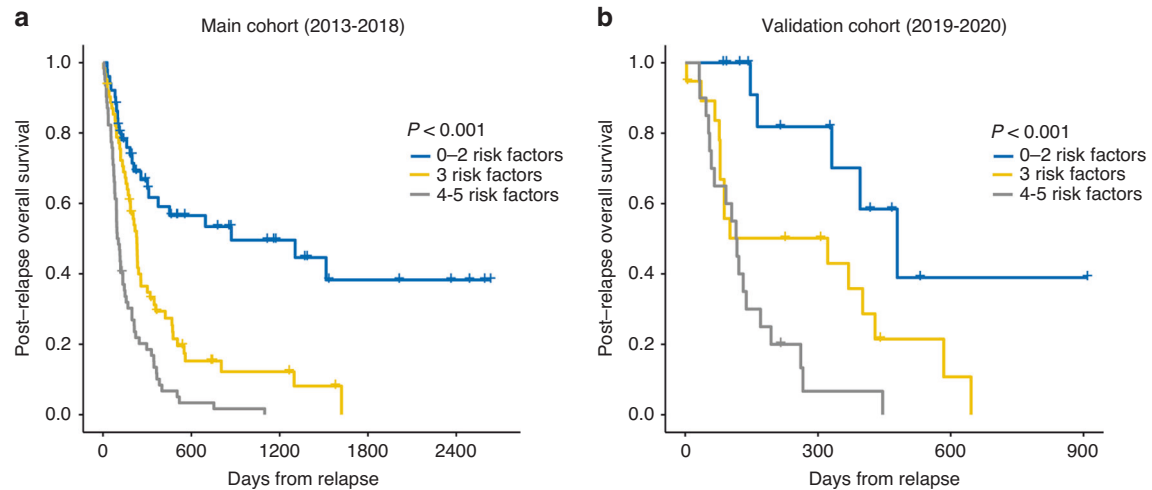 a
Main cohort (2013-2018)
Post–relapse overall survival
1.0
0.8
0.6
0.4
0.2
0.0
P < 0.001
0–2 risk factors
3 risk factors
4-5 risk factors
0 600 1200 1800 2400
Days from relapse
b
Validation cohort (2019-2020)
Post–relapse overall survival
1.0
0.8
0.6
0.4
0.2
0.0
P < 0.001
0–2 risk factors
3 risk factors
4-5 risk factors
0 300 600 900
Days from relapse